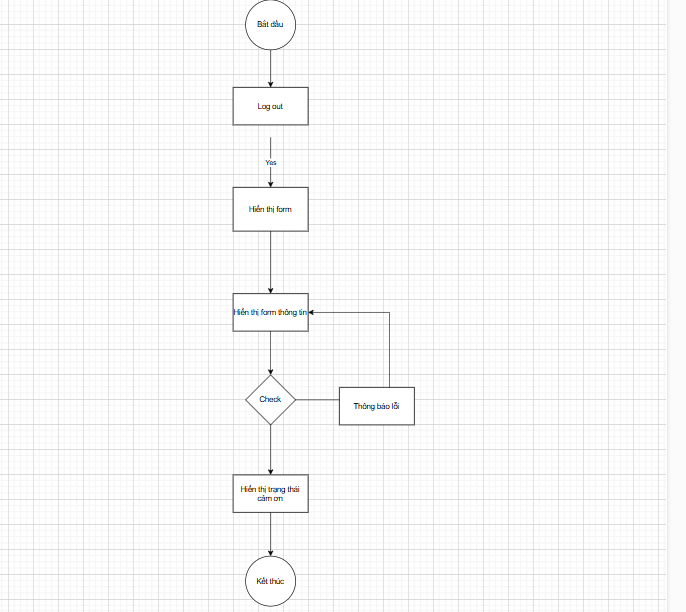 Bắt đầu
Log out
Yes
Hiển thị form
Hiển thị form thông tin
Check
Thông báo lỗi
Hiển thị trạng thái
cảm ơn
Kết thúc